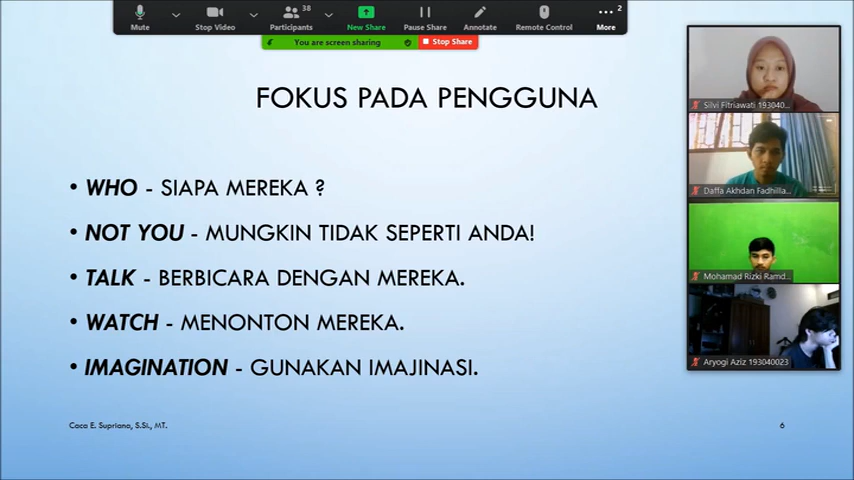 38
2
Mute
Stop Video
Participants
New Share
Pause Share
Annotate
Remote Control
More
You are screen sharing
Stop Share
FOKUS PADA PENGGUNA
• WHO - SIAPA MEREKA ?
• NOT YOU - MUNGKIN TIDAK SEPERTI ANDA!
• TALK - BERBICARA DENGAN MEREKA.
• WATCH - MENONTON MEREKA.
• IMAGINATION - GUNAKAN IMAJINASI.
Caca E. Supriana, S.Si., MT.
6
Silvi Fitriawati 193040...
Daffa Akhdan Fadhilla...
Mohamad Rizki Ramd...
Aryogi Aziz 193040023